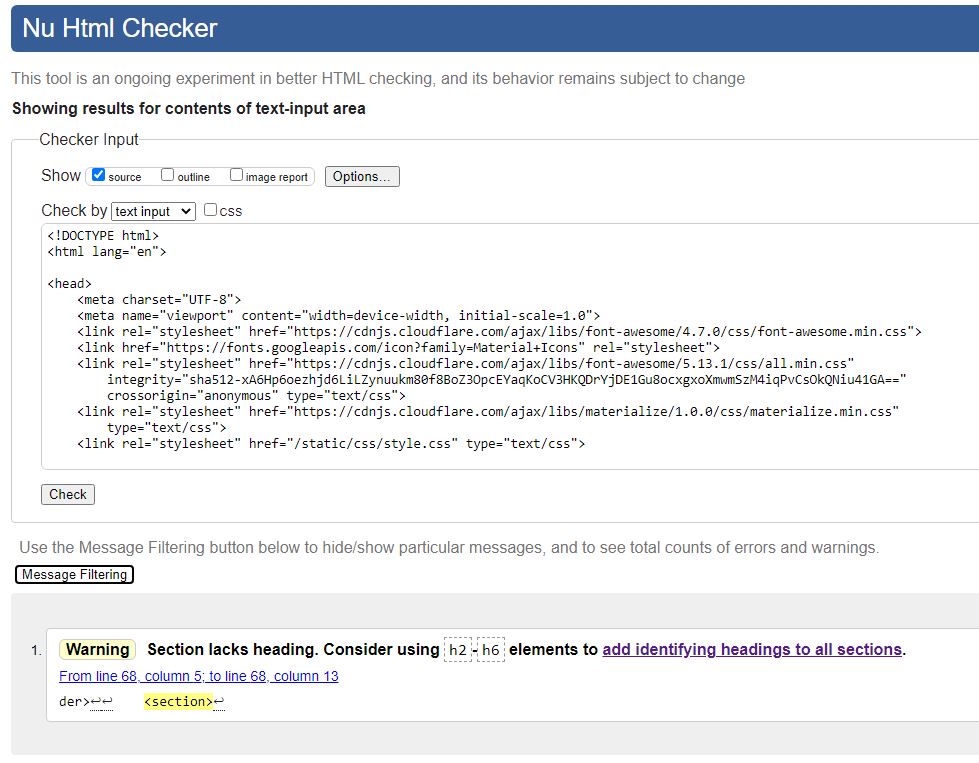 Nu Html Checker
This tool is an ongoing experiment in better HTML checking, and its behavior remains subject to change
Showing results for contents of text-input area
Checker Input
Show source outline image report Options...
Check by text input css
<!DOCTYPE html>
<html lang="en">
<head>
<meta charset="UTF-8">
<meta name="viewport" content="width=device-width, initial-scale=1.0">
<link rel="stylesheet" href="https://cdnjs.cloudflare.com/ajax/libs/font-awesome/4.7.0/css/font-awesome.min.css">
<link href="https://fonts.googleapis.com/icon?family=Material+Icons" rel="stylesheet">
<link rel="stylesheet" href="https://cdnjs.cloudflare.com/ajax/libs/font-awesome/5.13.1/css/all.min.css"
integrity="sha512-xA6Hp6oezhjd6LiLZynuukm80f8BoZ3OpcEYaqKoCV3HKQDrYjDE1Gu8ocxgxoXmwmSzM4iqPvCsOkQNiu41GA=="
crossorigin="anonymous" type="text/css">
<link rel="stylesheet" href="https://cdnjs.cloudflare.com/ajax/libs/materialize/1.0.0/css/materialize.min.css"
type="text/css">
<link rel="stylesheet" href="/static/css/style.css" type="text/css">
Check
Use the Message Filtering button below to hide/show particular messages, and to see total counts of errors and warnings.
Message Filtering
1. Warning Section lacks heading. Consider using h2-h6 elements to add identifying headings to all sections.
From line 68, column 5; to line 68, column 13
der>↩↩ <section>↩